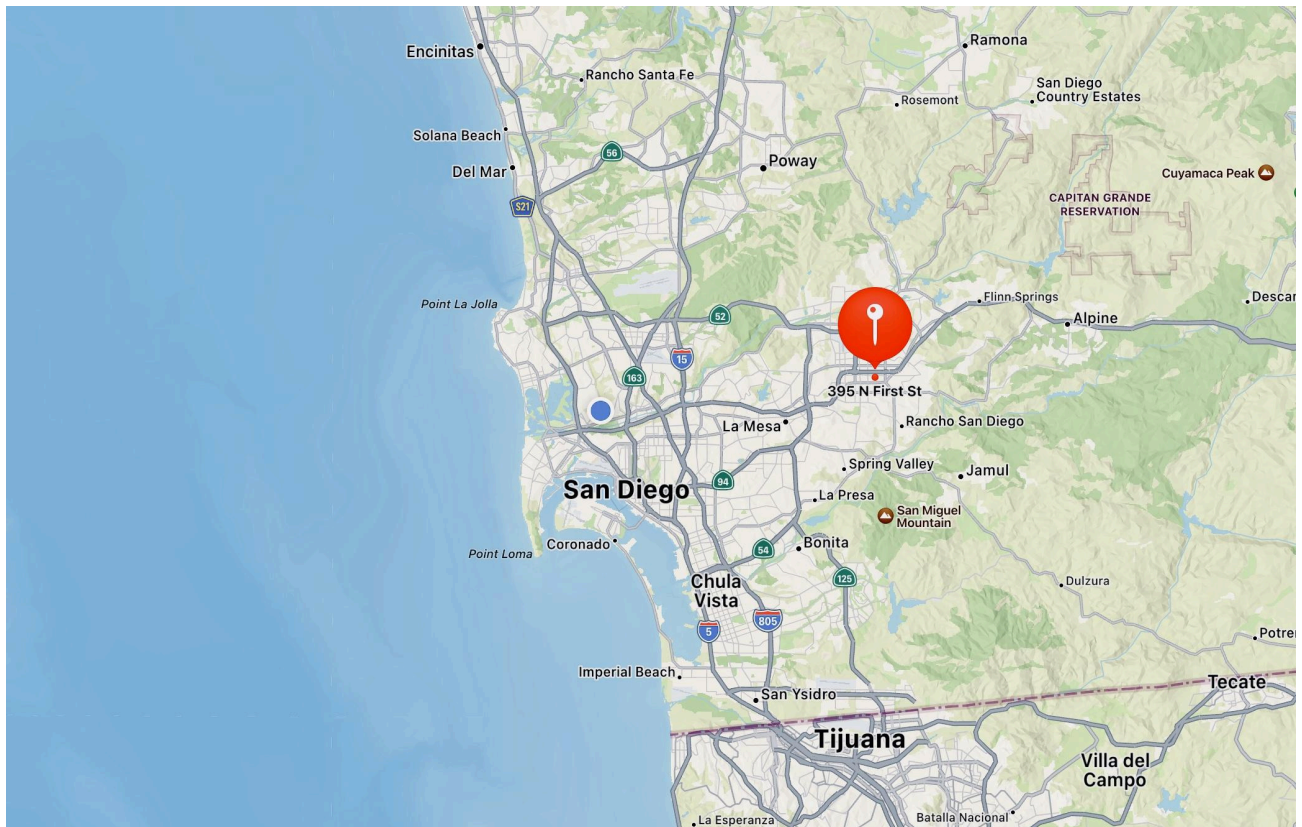 Encinitas
Ramona
Rancho Santa Fe
San Diego
Country Estates
Rosemont
Solana Beach
56
Poway
Del Mar
Cuyamaca Peak
CAPITAN GRANDE
RESERVATION
S21
Point La Jolla
Flinn Springs
Descan
52
Alpine
15
163
395 N First St
La Mesa
Rancho San Diego
Spring Valley
Jamul
94
San Diego
La Presa
San Miguel
Mountain
Coronado
Point Loma
54
Bonita
125
Chula
Vista
Dulzura
805
5
Potre
Imperial Beach
Tecate
San Ysidro
Tijuana
Villa del
Campo
La Esperanza
Batalla Nacional